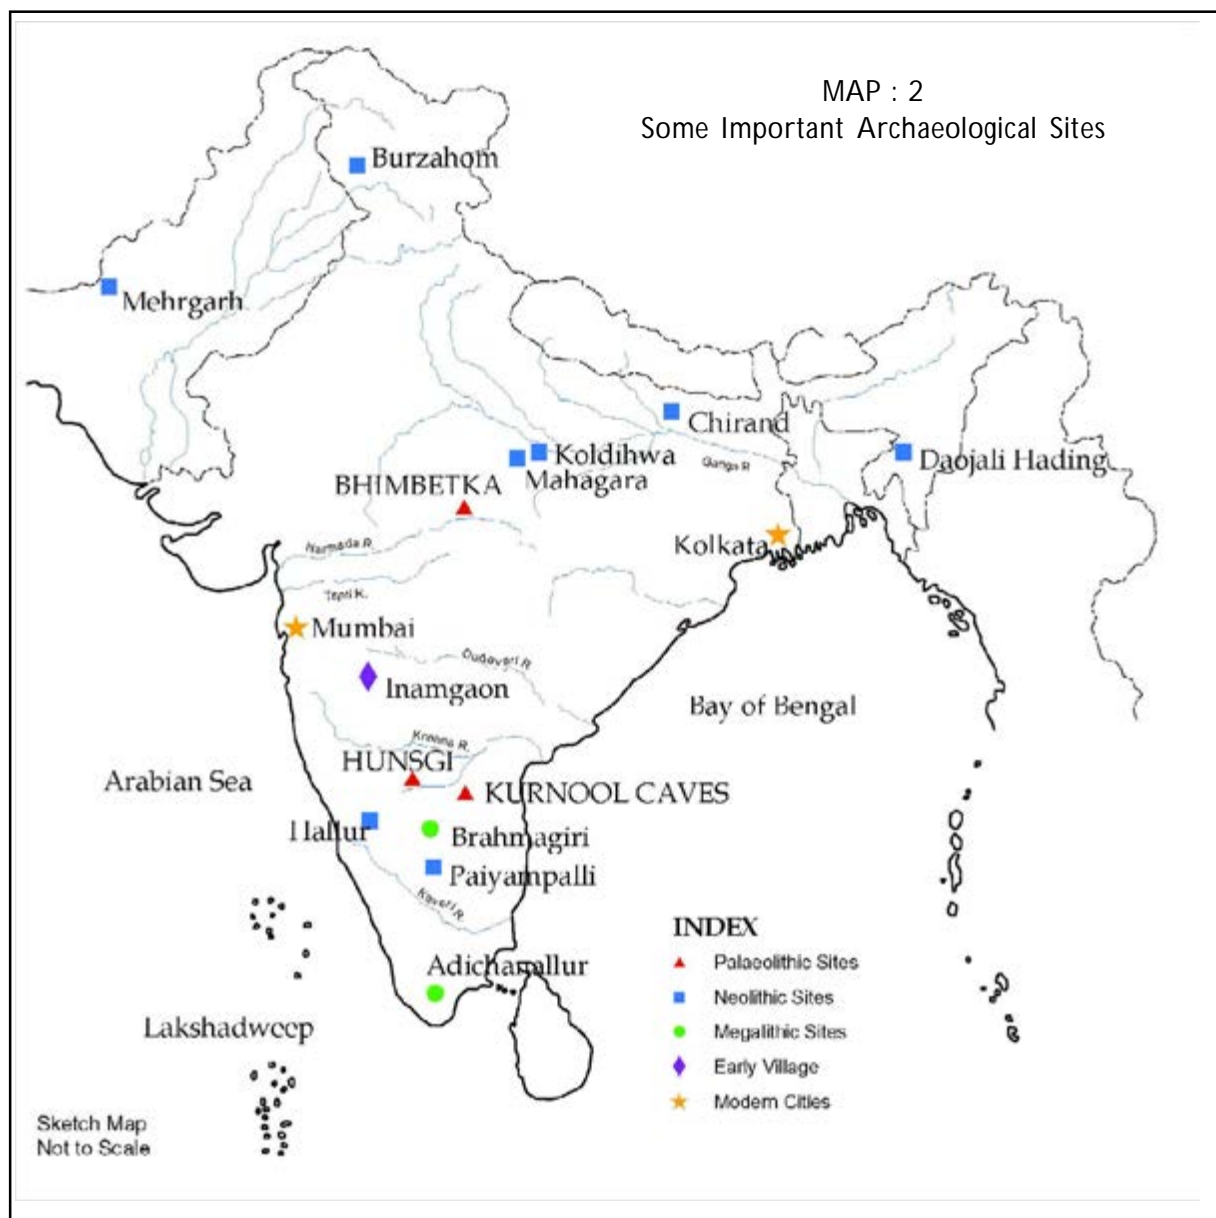 MAP : 2
Some Important Archaeological Sites
Burzahom
Mehrgarh
Chirand
Koldihwa
Mahagara
Ganga R
Daojali Hading
BHIMBETKA
Kolkata
Narmada R.
Tapti R.
Mumbai
Godavari R
Inamgaon
Bay of Bengal
Krishna R.
HUNSGI
Arabian Sea
KURNOOL CAVES
Hallur
Brahmagiri
Paiyampalli
Kaveri R.
Adichanallur
Lakshadweep
INDEX
Palaeolithic Sites
Neolithic Sites
Megalithic Sites
Early Village
Modern Cities
Sketch Map
Not to Scale